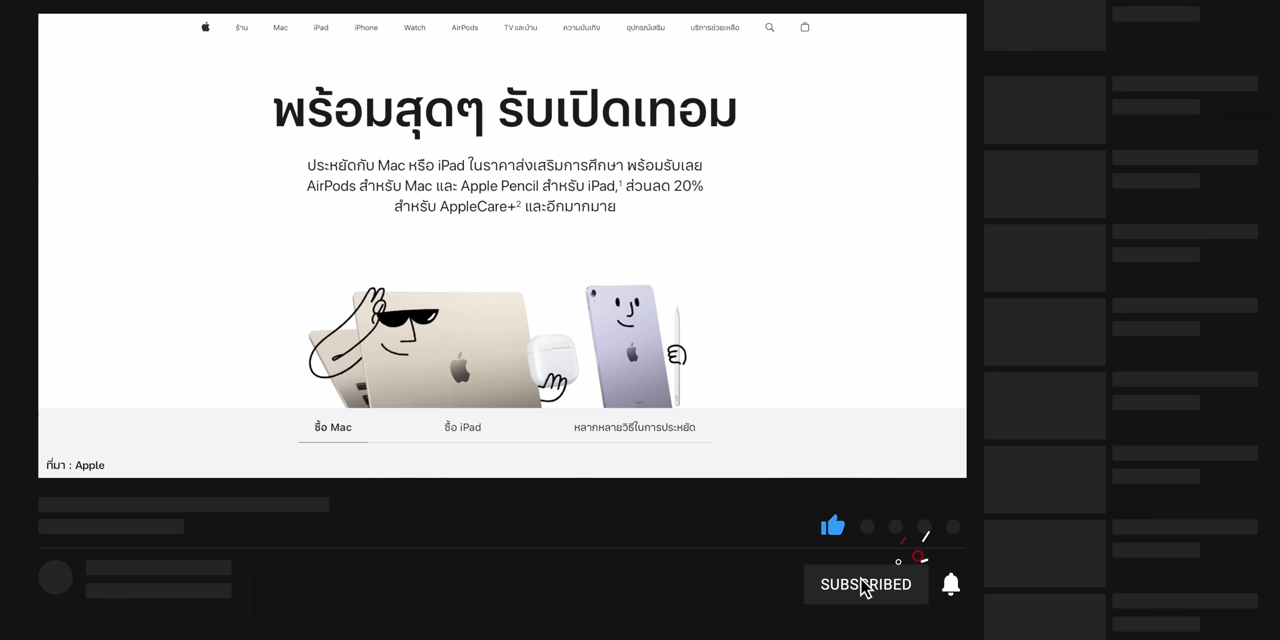 ร้าน Mac iPad iPhone Watch AirPods TV และบ้าน ความบันเทิง อุปกรณ์เสริม บริการช่วยเหลือ
พร้อมสุดๆ รับเปิดเทอม
ประหยัดกับ Mac หรือ iPad ในราคาส่งเสริมการศึกษา พร้อมรับเลย
AirPods สำหรับ Mac และ Apple Pencil สำหรับ iPad,¹ ส่วนลด 20%
สำหรับ AppleCare+² และอีกมากมาย
ซื้อ Mac ซื้อ iPad หลากหลายวิธีในการประหยัด
ที่มา : Apple
SUBSCRIBED